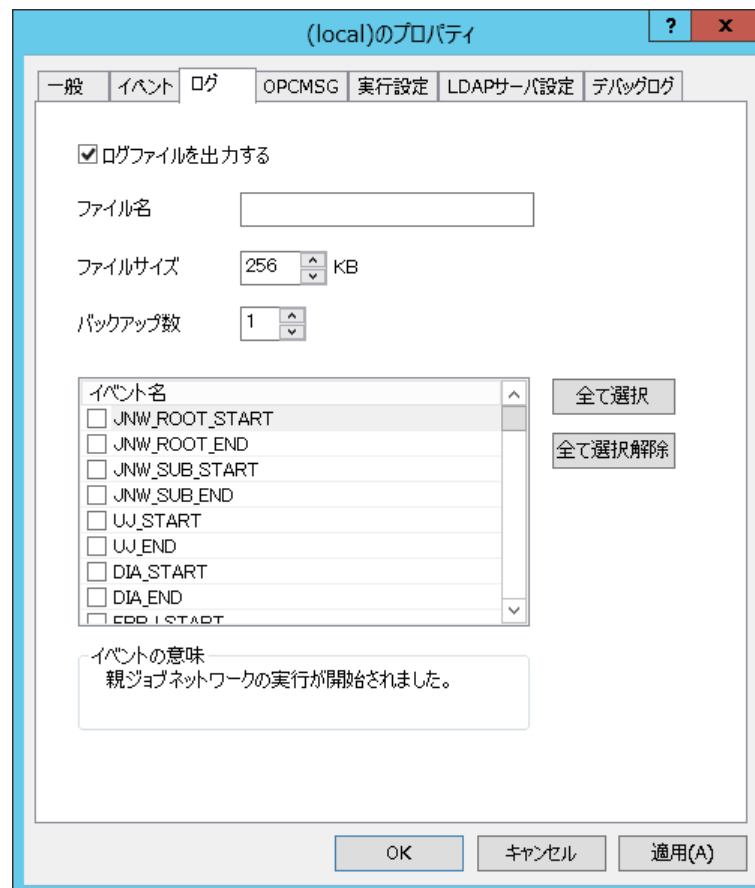 (local)のプロパティ
? x
一般 イベント ログ OPCMSG 実行設定 LDAPサーバ設定 デバッグログ
ログファイルを出力する
ファイル名
ファイルサイズ 256 KB
バックアップ数 1
イベント名 全て選択
JNW_ROOT_START
JNW_ROOT_END 全て選択解除
JNW_SUB_START
JNW_SUB_END
UJ_START
UJ_END
DIA_START
DIA_END
イベントの意味
親ジョブネットワークの実行が開始されました。
OK キャンセル 適用(A)